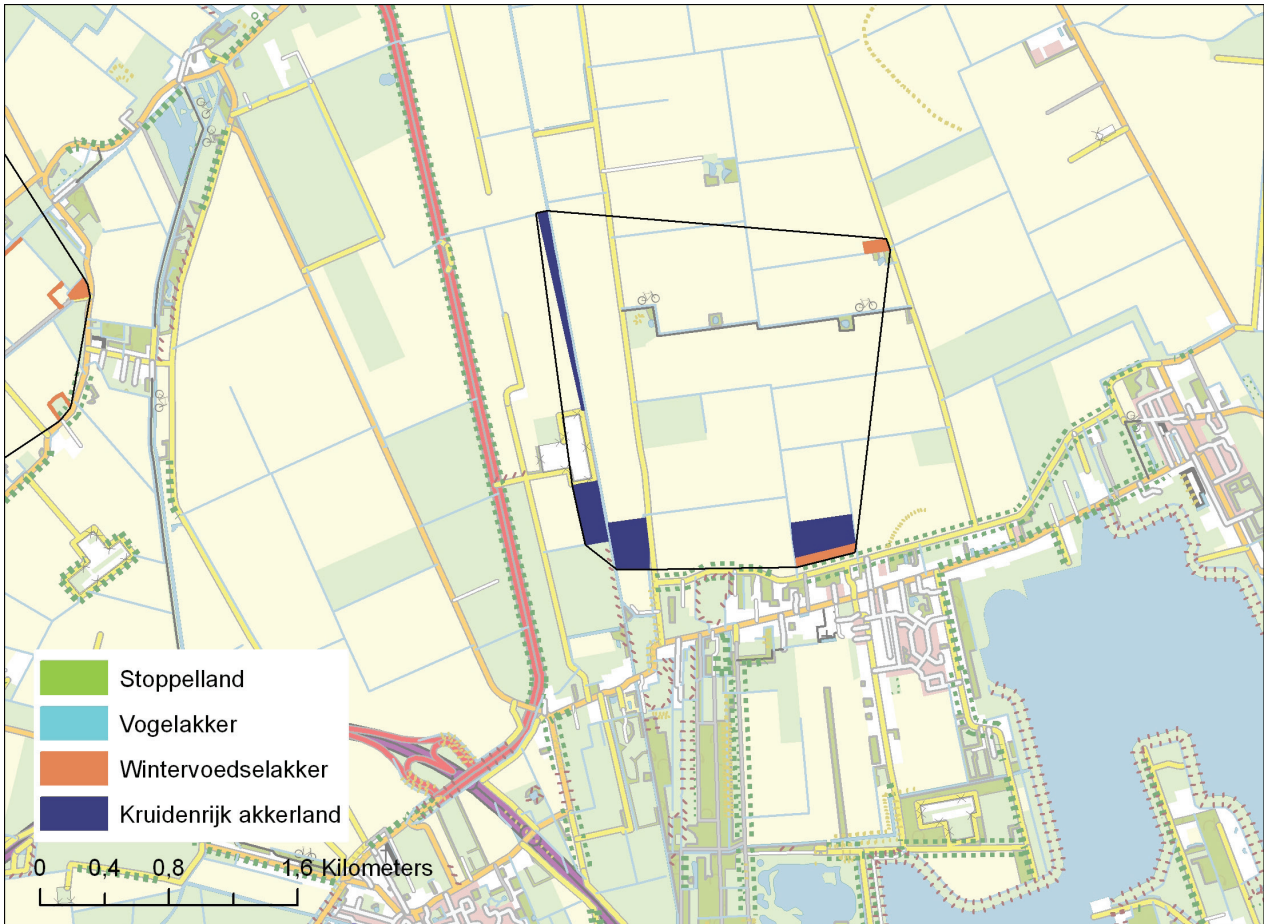 Stoppelland
Vogelakker
Wintervoedselakker
Kruidenrijk akkerland
0 0.4 0,8 1,6 Kilometers